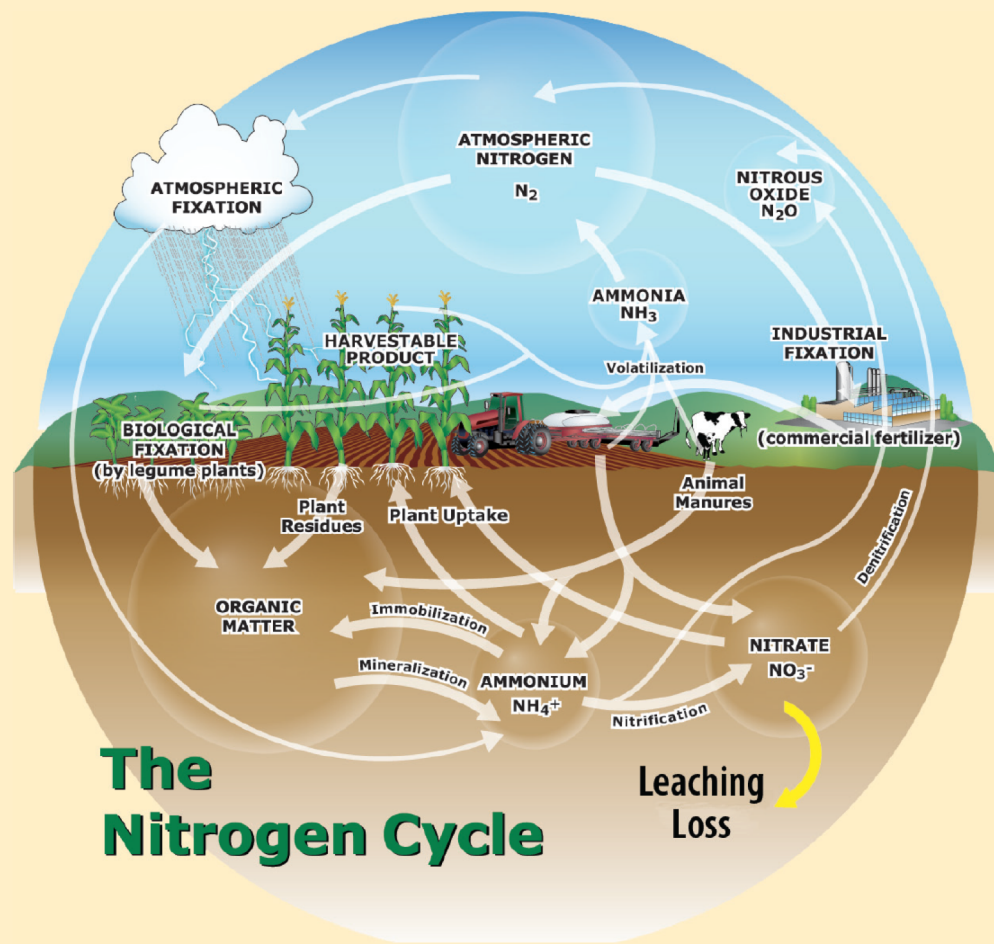 ATMOSPHERIC
NITROGEN
N₂
ATMOSPHERIC
FIXATION
NITROUS
OXIDE
N₂O
AMMONIA
NH₃
HARVESTABLE
PRODUCT
Volatilization
INDUSTRIAL
FIXATION
(commercial fertilizer)
BIOLOGICAL
FIXATION
(by legume plants)
Plant
Residues
Plant Uptake
Animal
Manures
Denitrification
ORGANIC
MATTER
Immobilization
Mineralization
AMMONIUM
NH₄⁺
Nitrification
NITRATE
NO₃⁻
Leaching
Loss
The
Nitrogen Cycle